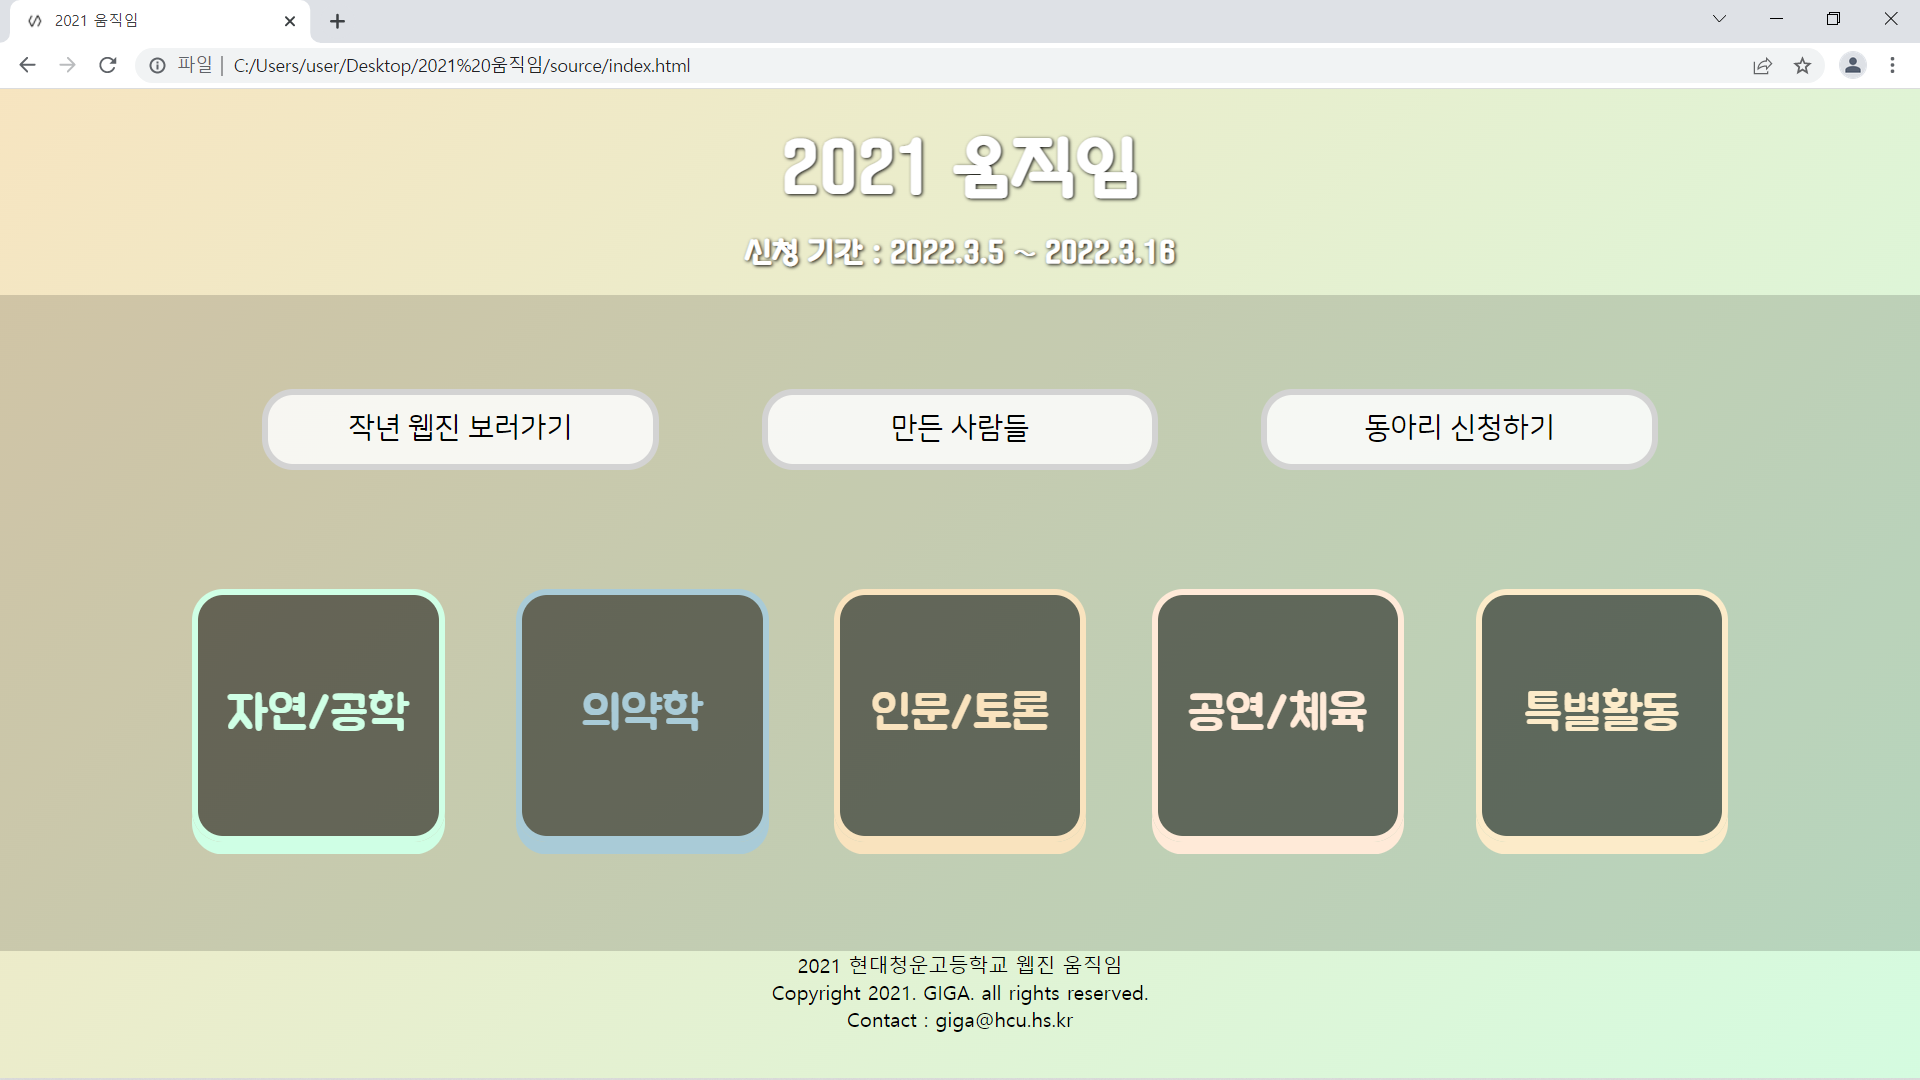 2021 움직임
파일 | C:/Users/user/Desktop/2021%20움직임/source/index.html
2021 움직임
신청 기간 : 2022.3.5 ~ 2022.3.16
작년 웹진 보러가기
만든 사람들
동아리 신청하기
자연/공학
의약학
인문/토론
공연/체육
특별활동
2021 현대청운고등학교 웹진 움직임
Copyright 2021. GIGA. all rights reserved.
Contact : giga@hcu.hs.kr